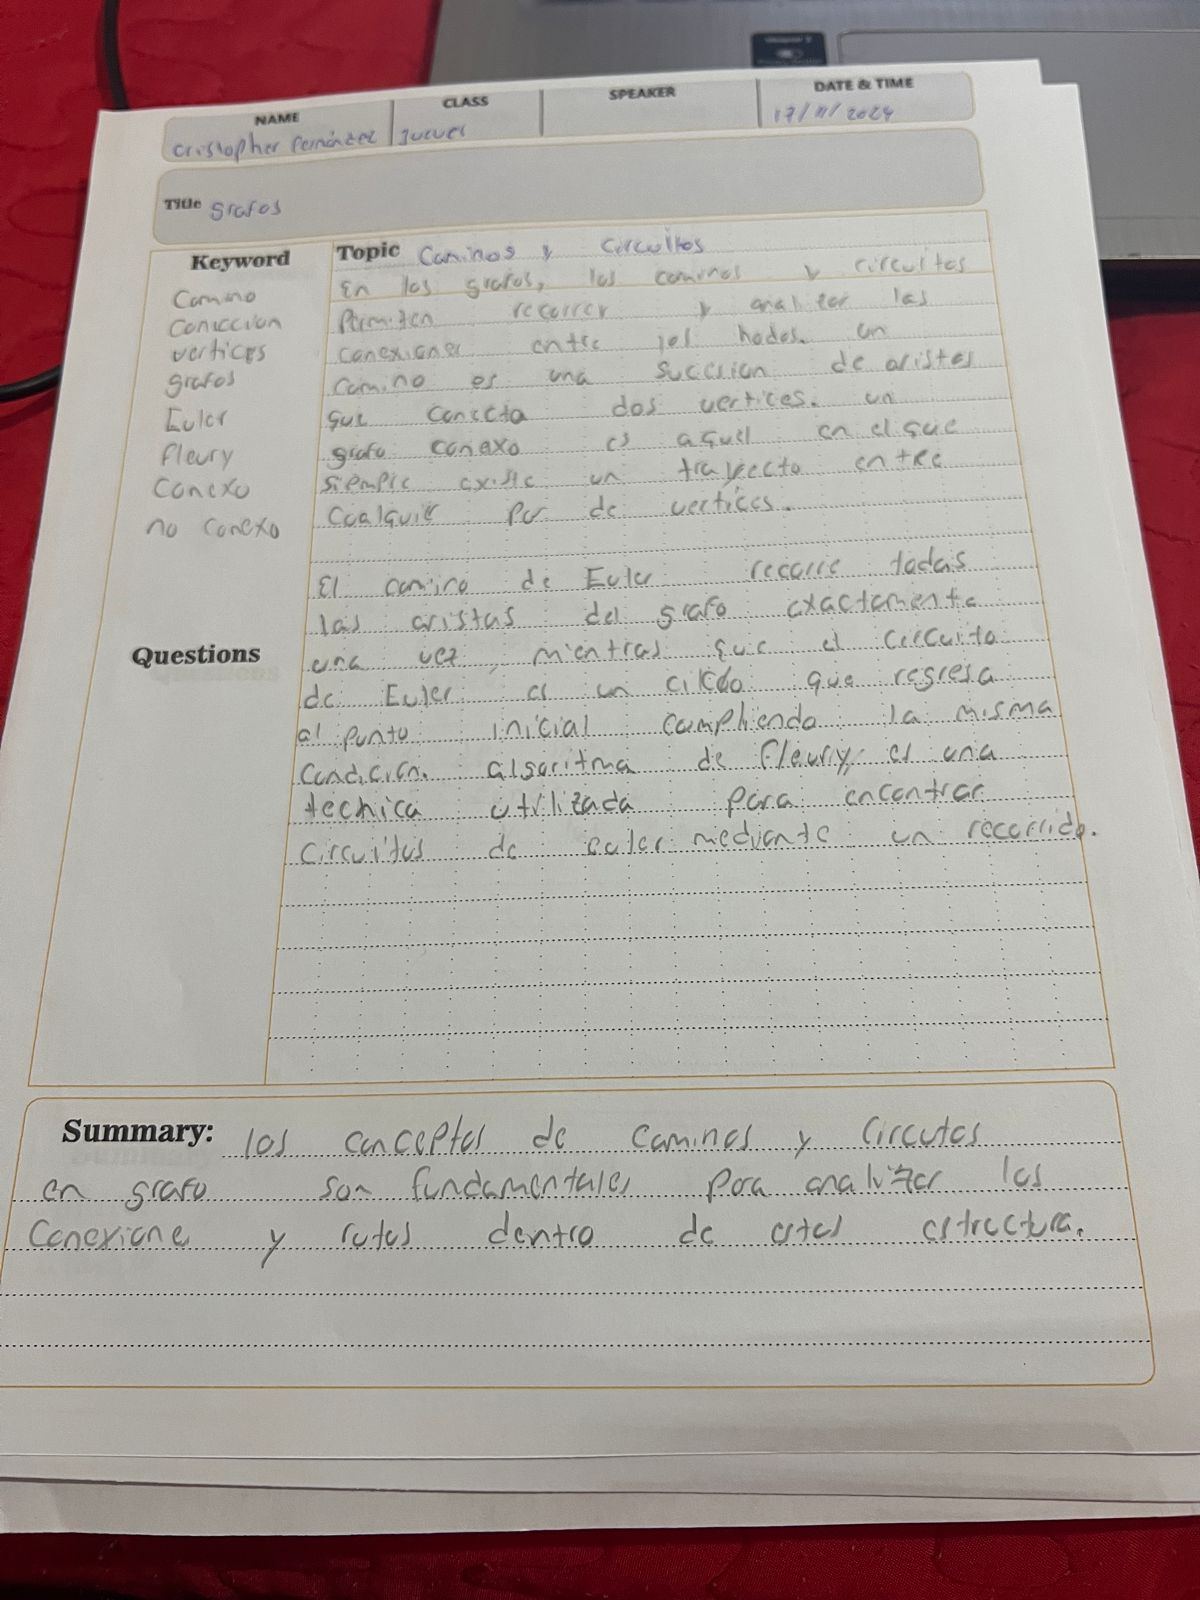 NAME CLASS SPEAKER DATE & TIME
Cristopher Fernández Jueves 17/11/2024
Title grafos
Keyword
Camino
Coniccion
vertices
grafos
Euler
fleury
Conexo
no conexo
Questions
Topic Caminos y Circuitos
En los grafos, los caminos y circuitos
Permiten recorrer y analizar las
conexiones entre los nodos. un
camino es una sucesion de aristas
que conecta dos vertices. un
grafo conexo es aquel en el que
siempre existe un trayecto entre
Cualquier par de vertices.
El camino de Euler recorre todas
las aristas del grafo exactamente
una vez, mientras que el circuito
de Euler es un ciclo que regresa
al punto inicial cumpliendo la misma
condicion. algoritma de fleury, es una
tecnica utilizada para encontrar
Circuitos de euler mediante un recorrido.
Summary: los conceptos de caminos y Circutos
en grafo son fundamentales para analizar las
Conexione y rutas dentro de estas estrectura.